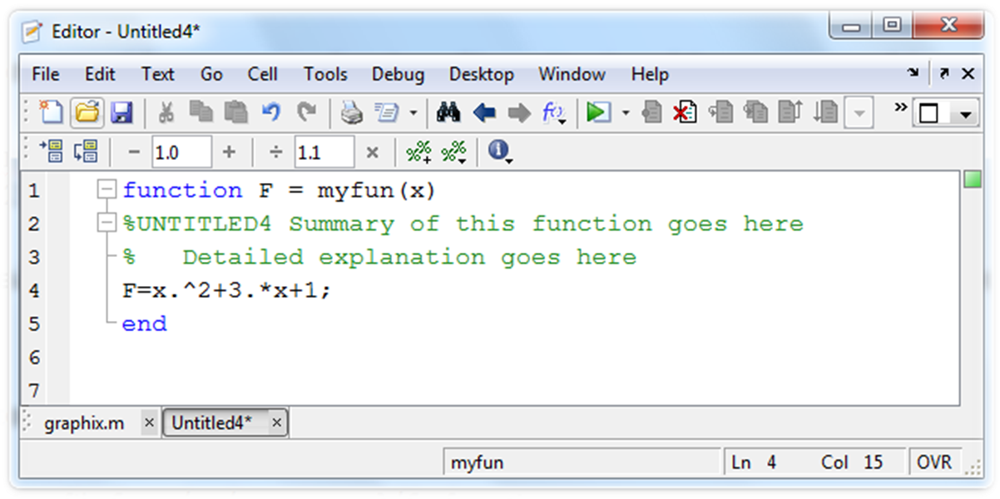 Editor - Untitled4*
File Edit Text Go Cell Tools Debug Desktop Window Help
- 1.0 + ÷ 1.1 ×
1 function F = myfun(x)
2 %UNTITLED4 Summary of this function goes here
3 %   Detailed explanation goes here
4 F=x.^2+3.*x+1;
5 end
6
7
graphix.m × Untitled4* ×
myfun Ln 4 Col 15 OVR